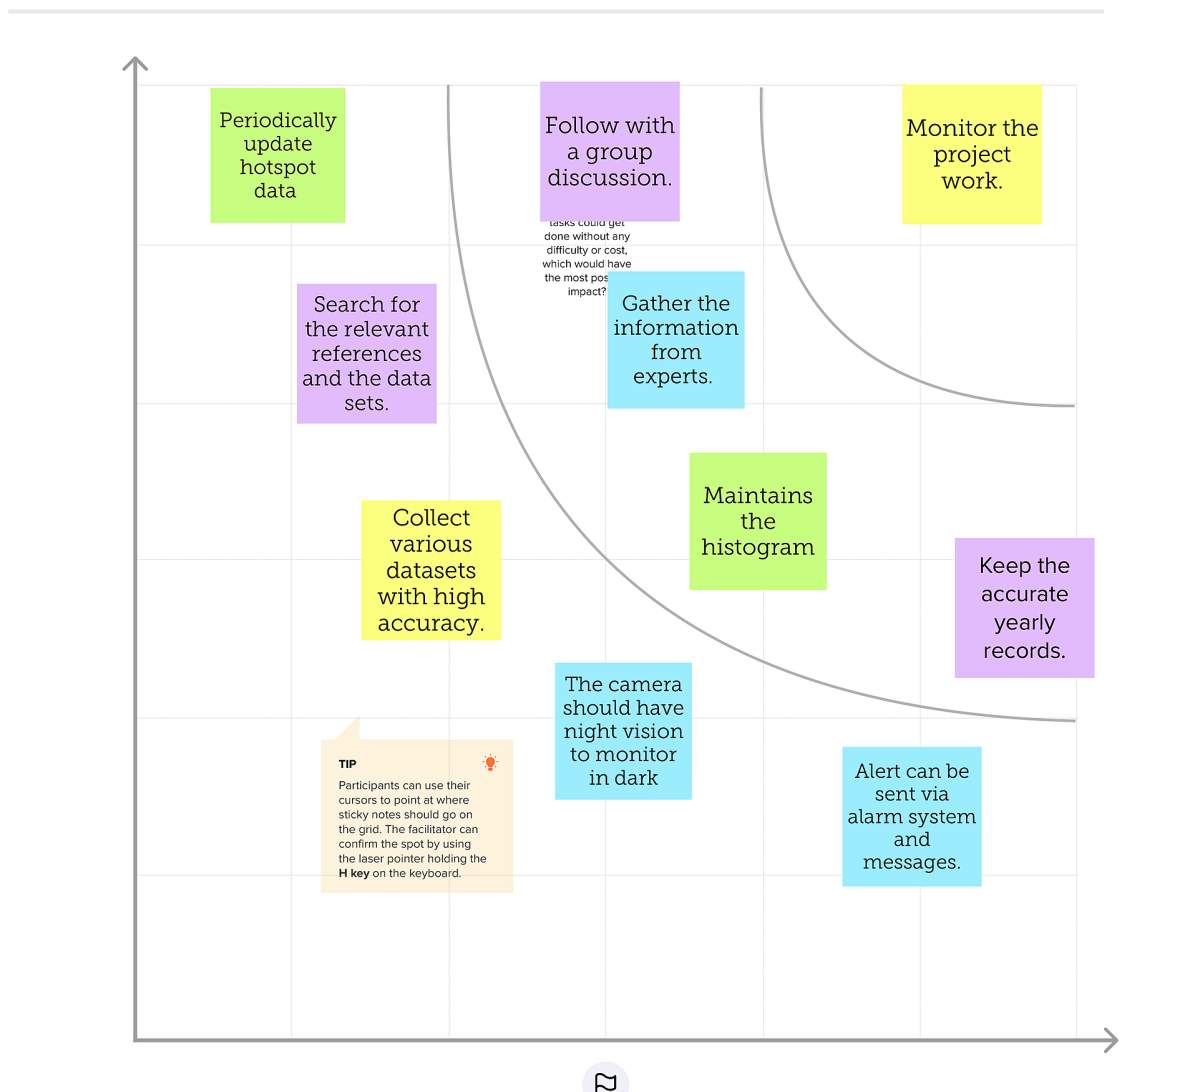 Periodically
update
hotspot
data
Follow with
a group
discussion.
Monitor the
project
work.
tasks could get
done without any
difficulty or cost,
which would have
the most pos
impact?
Search for
the relevant
references
and the data
sets.
Gather the
information
from
experts.
Maintains
the
histogram
Collect
various
datasets
with high
accuracy.
Keep the
accurate
yearly
records.
The camera
should have
night vision
to monitor
in dark
TIP
Participants can use their
cursors to point at where
sticky notes should go on
the grid. The facilitator can
confirm the spot by using
the laser pointer holding the
H key on the keyboard.
Alert can be
sent via
alarm system
and
messages.